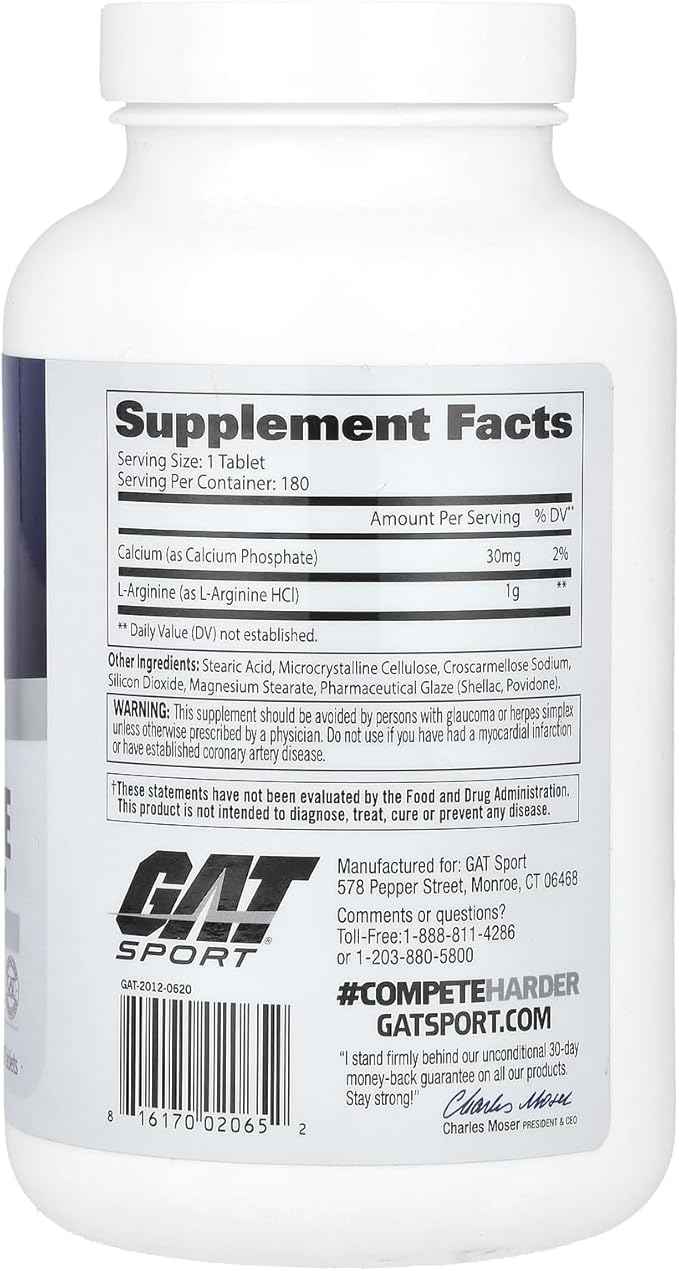 Supplement Facts
Serving Size: 1 Tablet
Serving Per Container: 180
Amount Per Serving % DV**
Calcium (as Calcium Phosphate) 30mg 2%
L-Arginine (as L-Arginine HCl) 1g **
** Daily Value (DV) not established.
Other Ingredients: Stearic Acid, Microcrystalline Cellulose, Croscarmellose Sodium,
Silicon Dioxide, Magnesium Stearate, Pharmaceutical Glaze (Shellac, Povidone).
WARNING: This supplement should be avoided by persons with glaucoma or herpes simplex
unless otherwise prescribed by a physician. Do not use if you have had a myocardial infarction
or have established coronary artery disease.
†These statements have not been evaluated by the Food and Drug Administration.
This product is not intended to diagnose, treat, cure or prevent any disease.
GAT
SPORT®
Manufactured for: GAT Sport
578 Pepper Street, Monroe, CT 06468
Comments or questions?
Toll-Free:1-888-811-4286
or 1-203-880-5800
#COMPETEHARDER
GATSPORT.COM
"I stand firmly behind our unconditional 30-day
money-back guarantee on all our products.
Stay strong!"
Charles Moser
Charles Moser PRESIDENT & CEO
GAT-2012-0620
8 16170 02065 2